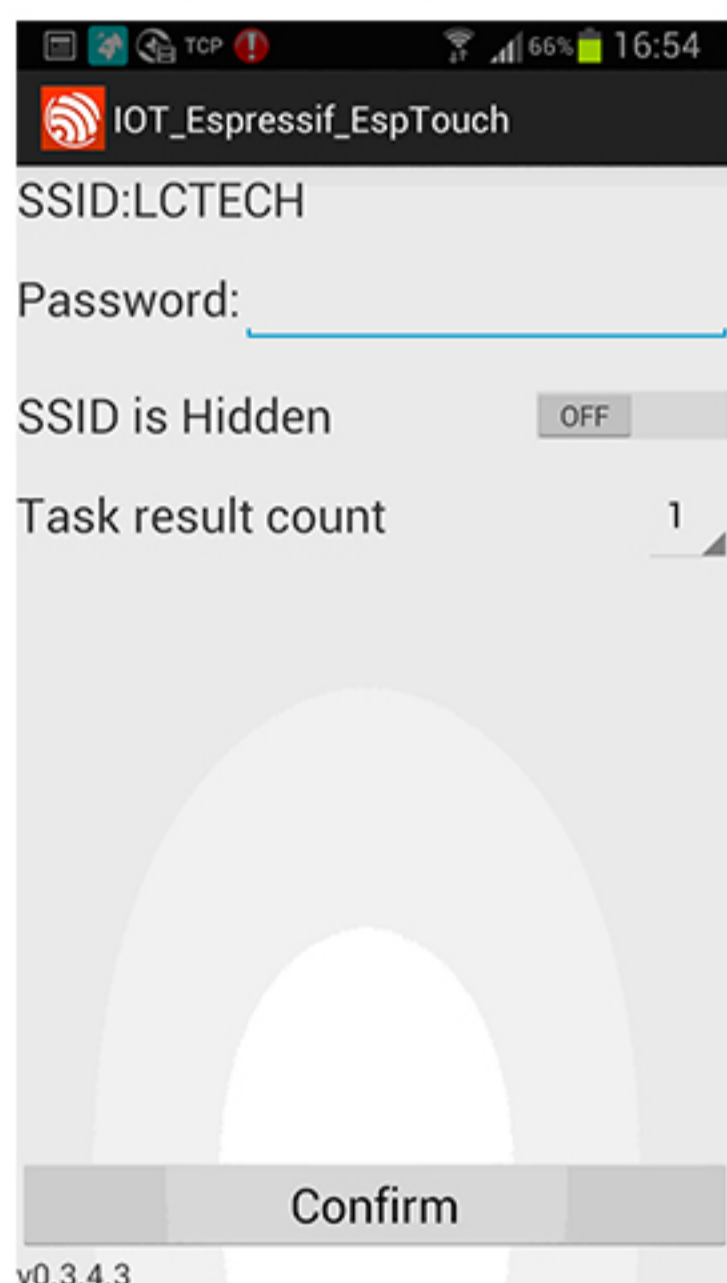 TCP 66% 16:54
IOT_Espressif_EspTouch
SSID:LCTECH
Password:
SSID is Hidden OFF
Task result count 1
Confirm
v0.3.4.3